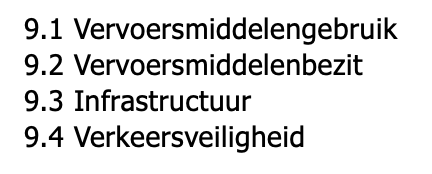 9.1 Vervoersmiddelengebruik
9.2 Vervoersmiddelenbezit
9.3 Infrastructuur
9.4 Verkeersveiligheid